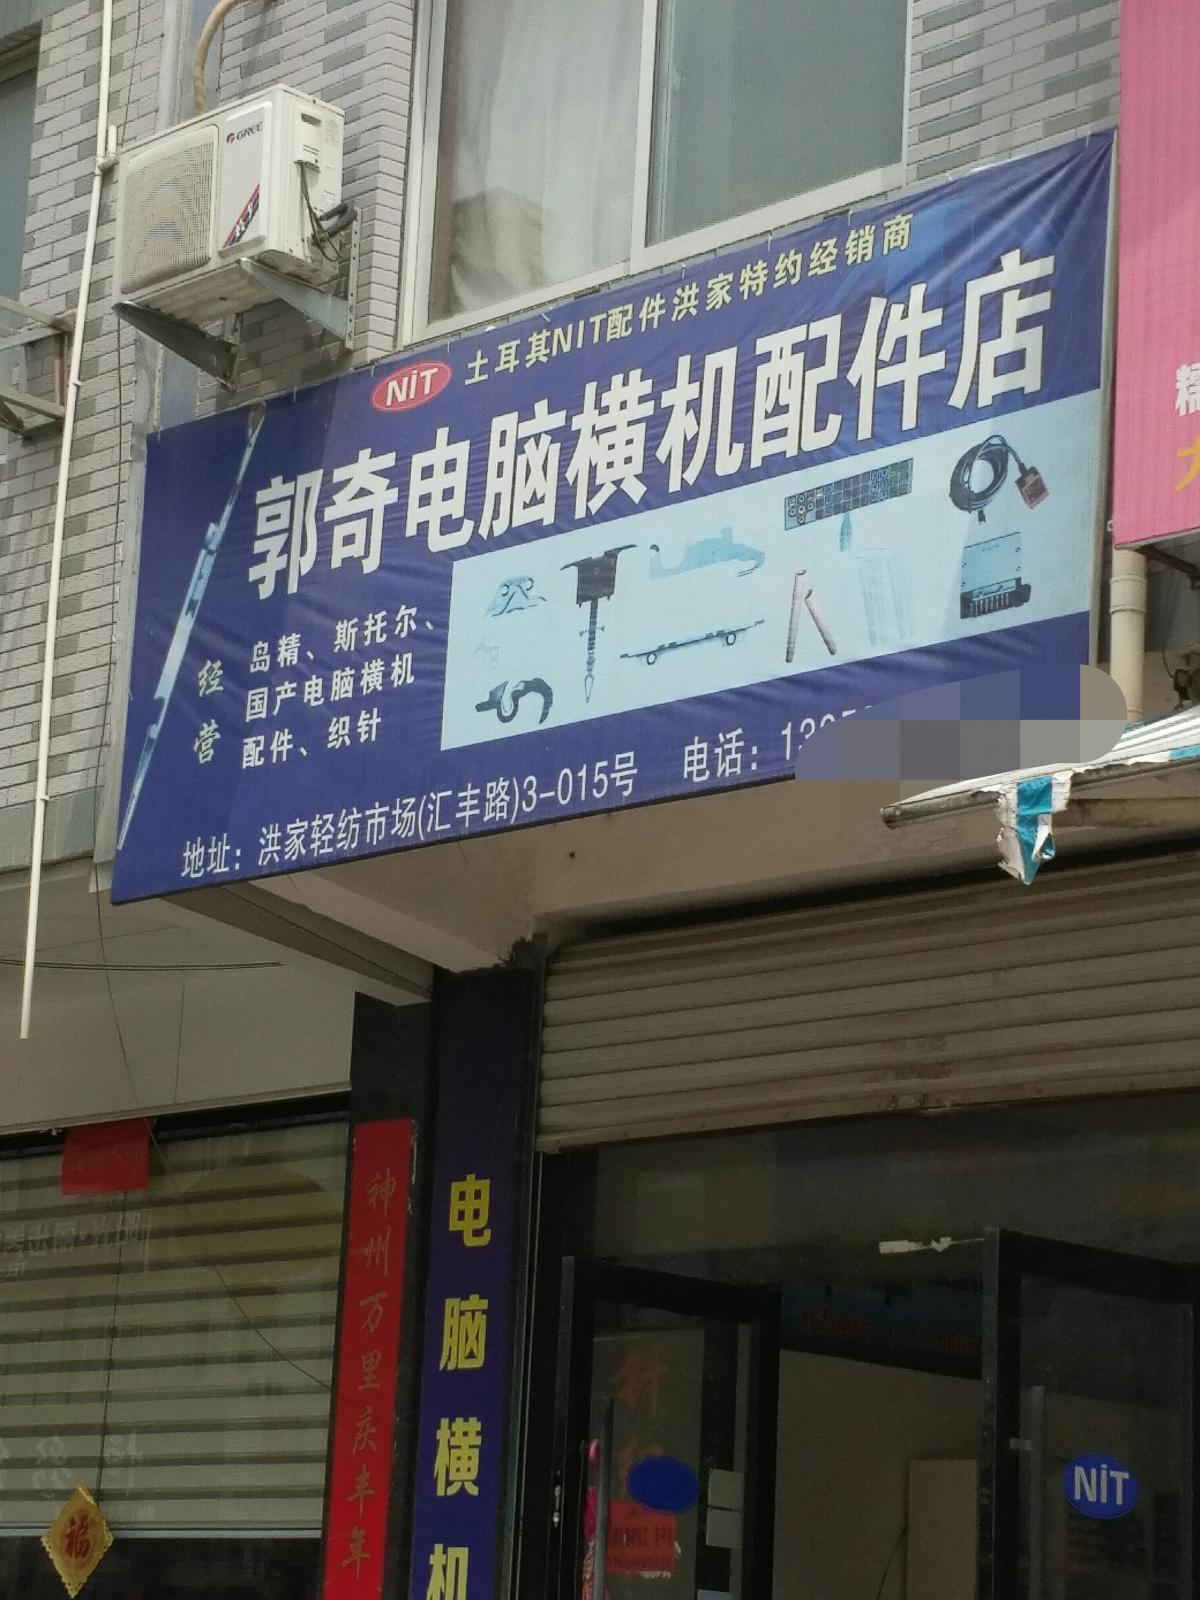 GREE
NiT 土耳其NIT配件洪家特约经销商
郭奇电脑横机配件店
经营
岛精、斯托尔、
国产电脑横机
配件、织针
地址：洪家轻纺市场(汇丰路)3-015号 电话：13
神州万里庆丰年
电脑横机
福
NiT